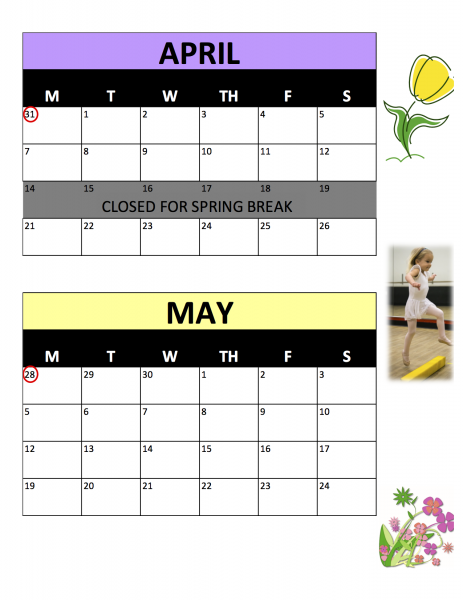 APRIL
M T W TH F S
31 1 2 3 4 5
7 8 9 10 11 12
14 15 16 17 18 19
CLOSED FOR SPRING BREAK
21 22 23 24 25 26
MAY
M T W TH F S
28 29 30 1 2 3
5 6 7 8 9 10
12 13 14 15 16 17
19 20 21 22 23 24